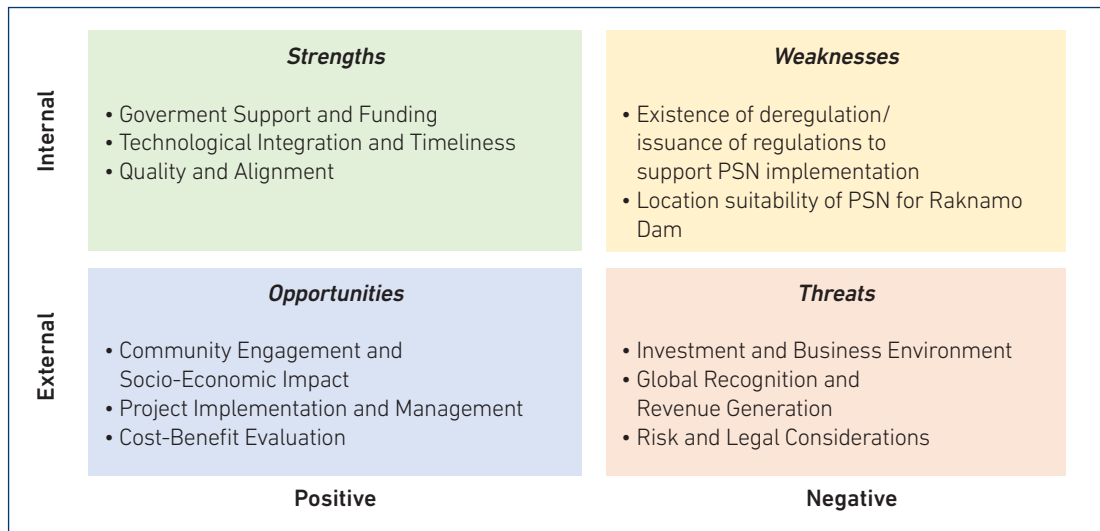 Internal
Strengths
• Goverment Support and Funding
• Technological Integration and Timeliness
• Quality and Alignment
Weaknesses
• Existence of deregulation/
issuance of regulations to
support PSN implementation
• Location suitability of PSN for Raknamo
Dam
External
Opportunities
• Community Engagement and
Socio-Economic Impact
• Project Implementation and Management
• Cost-Benefit Evaluation
Threats
• Investment and Business Environment
• Global Recognition and
Revenue Generation
• Risk and Legal Considerations
Positive
Negative